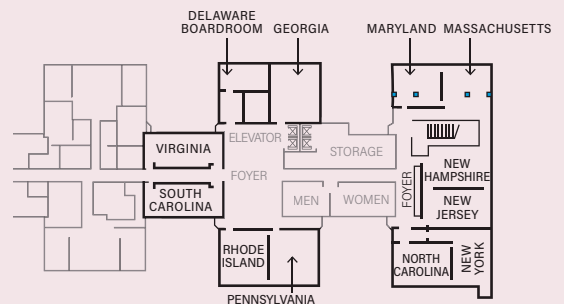 DELAWARE
BOARDROOM
GEORGIA
MARYLAND
MASSACHUSETTS
ELEVATOR
VIRGINIA
STORAGE
FOYER
NEW
HAMPSHIRE
FOYER
SOUTH
CAROLINA
MEN
WOMEN
NEW
JERSEY
RHODE
ISLAND
NORTH
CAROLINA
NEW
YORK
PENNSYLVANIA